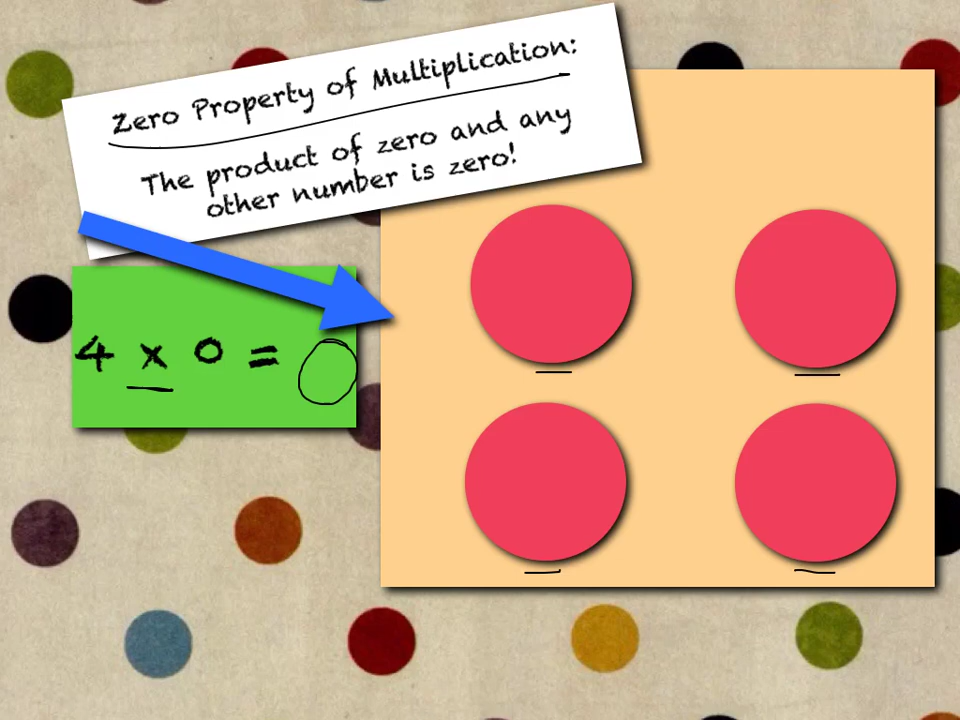 Zero Property of Multiplication:
The product of zero and any
other number is zero!
4 x 0 = 0